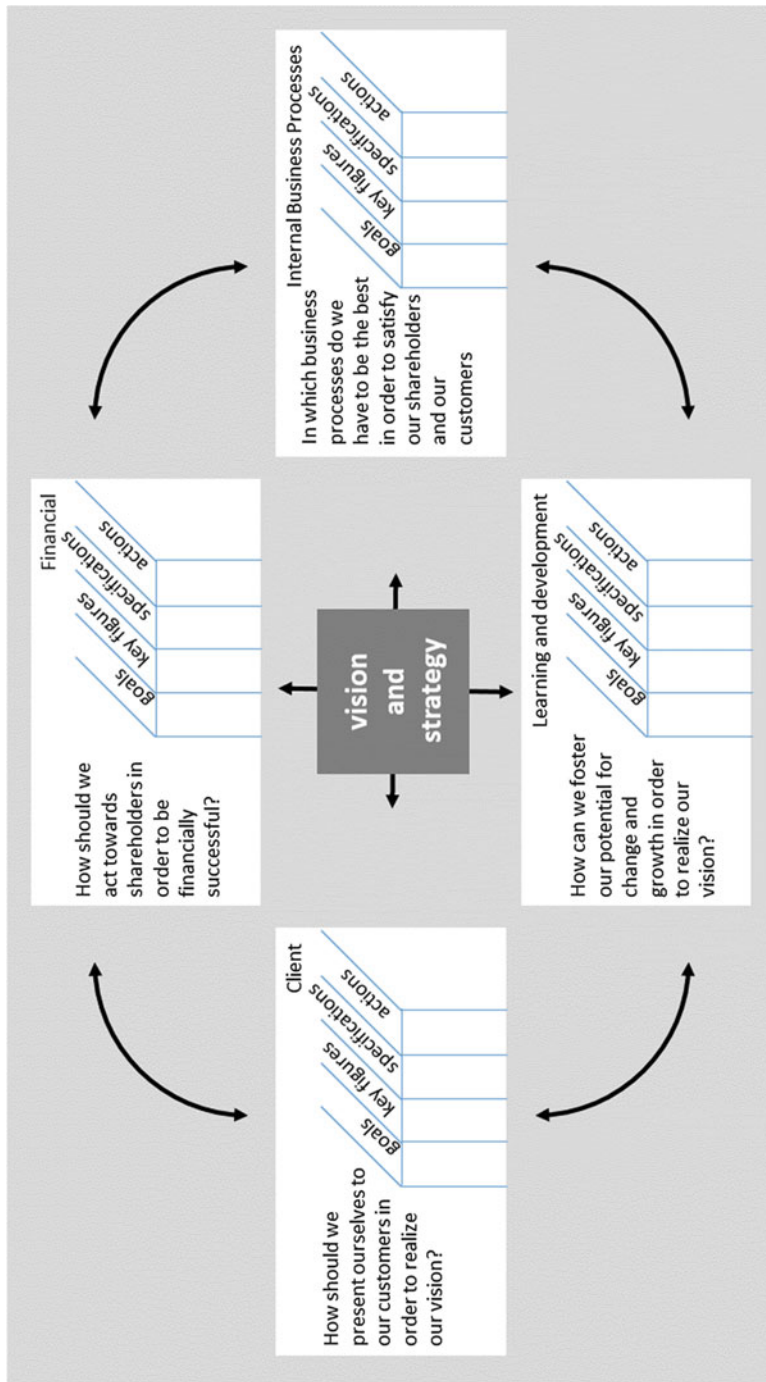 Financial
How should we
act towards
shareholders in
order to be
financially
successful?
goals
key figures
specifications
actions
Client
How should we
present ourselves to
our customers in
order to realize
our vision?
goals
key figures
specifications
actions
vision
and
strategy
Internal Business Processes
In which business
processes do we
have to be the best
in order to satisfy
our shareholders
and our
customers
goals
key figures
specifications
actions
Learning and development
How can we foster
our potential for
change and
growth in order
to realize our
vision?
goals
key figures
specifications
actions